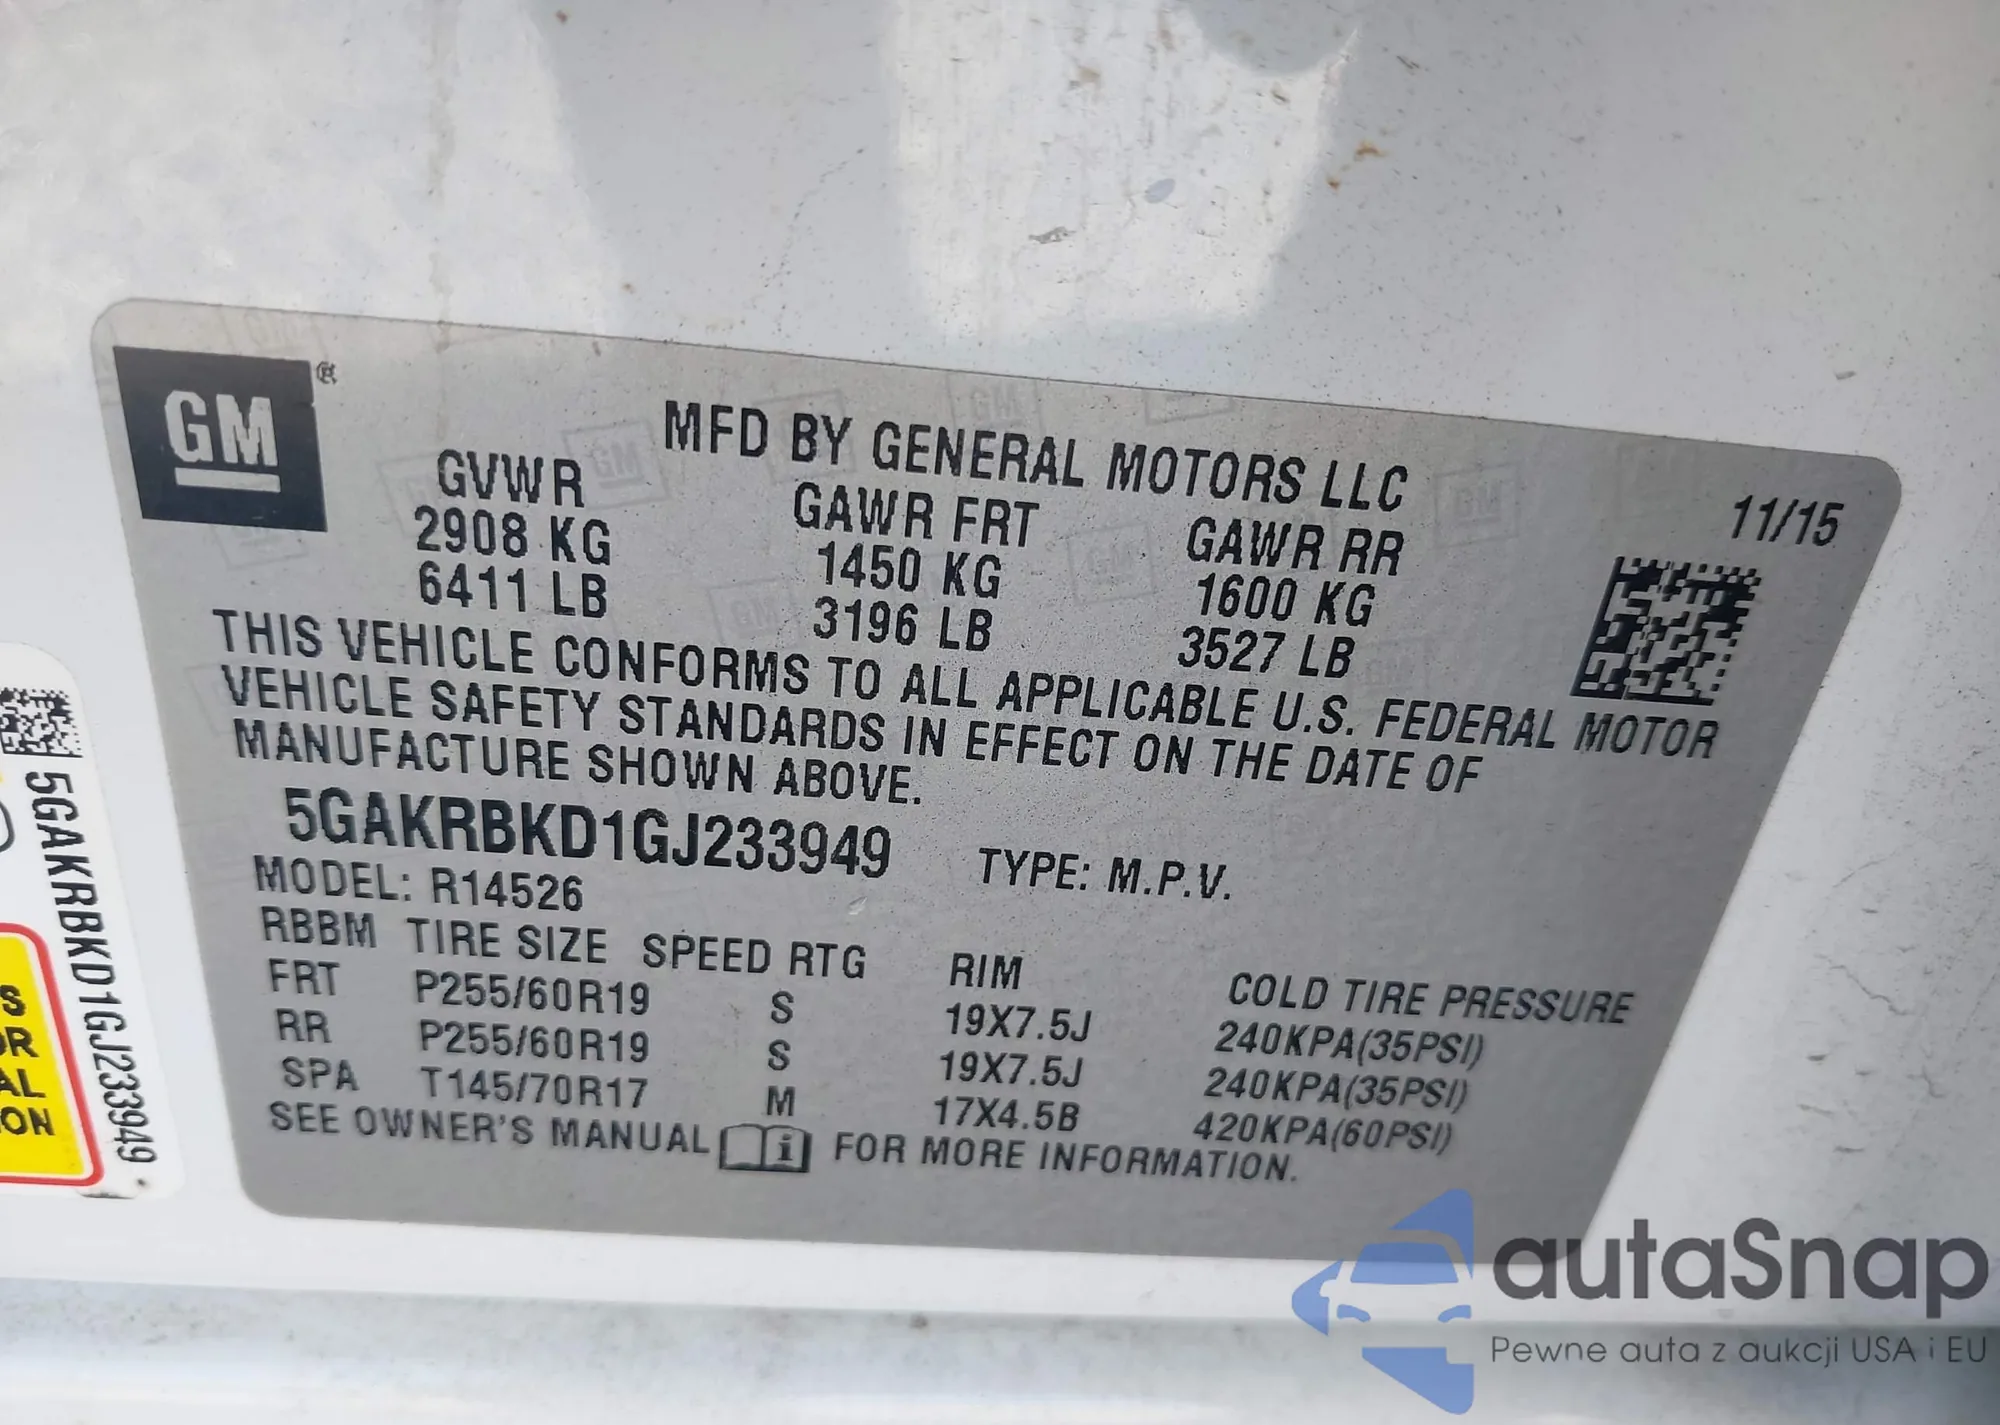 GM ®
MFD BY GENERAL MOTORS LLC
11/15
GVWR GAWR FRT GAWR RR
2908 KG 1450 KG 1600 KG
6411 LB 3196 LB 3527 LB
THIS VEHICLE CONFORMS TO ALL APPLICABLE U.S. FEDERAL MOTOR
VEHICLE SAFETY STANDARDS IN EFFECT ON THE DATE OF
MANUFACTURE SHOWN ABOVE.
5GAKRBKD1GJ233949 TYPE: M.P.V.
MODEL: R14526
RBBM TIRE SIZE SPEED RTG RIM COLD TIRE PRESSURE
FRT P255/60R19 S 19X7.5J 240KPA(35PSI)
RR P255/60R19 S 19X7.5J 240KPA(35PSI)
SPA T145/70R17 M 17X4.5B 420KPA(60PSI)
SEE OWNER'S MANUAL i FOR MORE INFORMATION.
5GAKRBKD1GJ233949
S
OR
AL
ION
autaSnap
Pewne auta z aukcji USA i EU